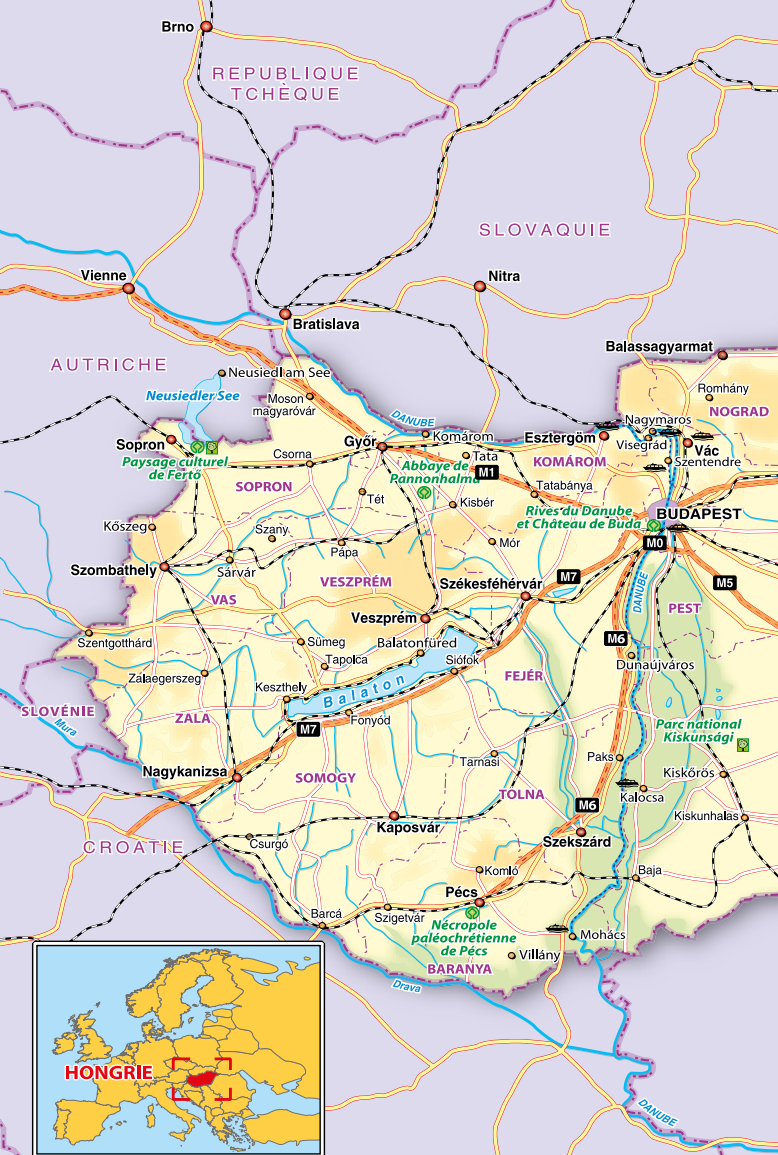 Brno
REPUBLIQUE
TCHÈQUE
SLOVAQUIE
Vienne
Nitra
Bratislava
Balassagyarmat
AUTRICHE
Neusiedl am See
Neusiedler See
Romhány
Moson
magyaróvár
NOGRAD
DANUBE
Nagymaros
Sopron
Győr
Komárom
Esztergöm
Visegrád
Vác
Paysage culturel
de Fertő
Csorna
Tata
Abbaye de
Pannonhalma
KOMÁROM
Szentendre
M1
SOPRON
Tatabánya
Tét
Kisbér
Rives du Danube
et Château de Buda
BUDAPEST
Kőszeg
Szany
Mór
M0
Pápa
Szombathely
Sárvár
VESZPRÉM
Székesféhérvár
M7
DANUBE
M5
VAS
PEST
Veszprém
Szentgotthárd
Sümeg
Balatonfüred
M6
Tapolca
Siófok
Dunaújváros
Zalaegerszeg
FEJÉR
Keszthely
Balaton
SLOVÉNIE
ZALA
Fonyód
Parc national
Kiskunsági
Mura
M7
Tarnasi
Paks
Nagykanizsa
SOMOGY
Kiskőrös
TOLNA
Kalocsa
M6
Kaposvár
Kiskunhalas
CROATIE
Csurgó
Szekszárd
Komló
Baja
Pécs
Barcá
Szigetvár
Nécropole
paléochrétienne
de Pécs
Mohács
Villány
BARANYA
Drava
HONGRIE
DANUBE